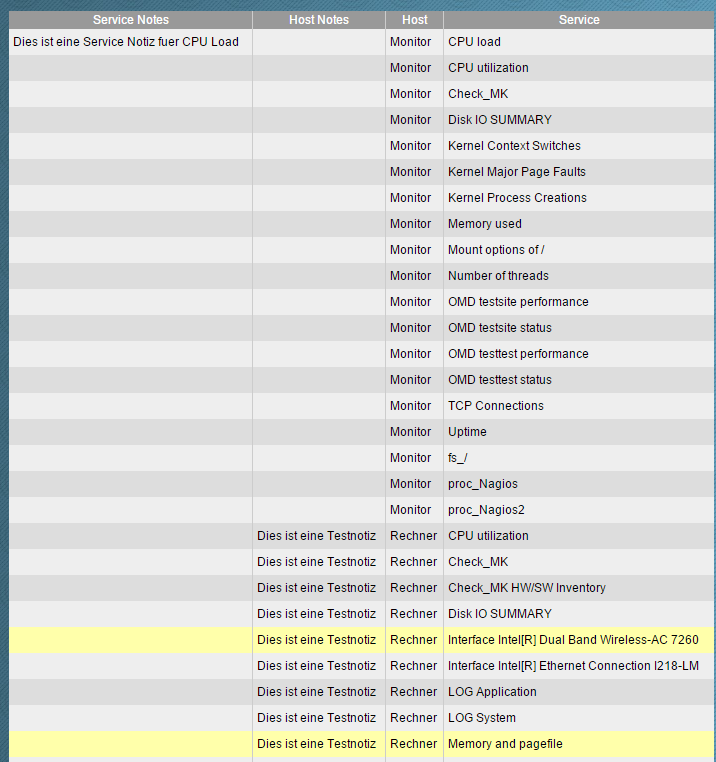 Service Notes Host Notes Host Service
Dies ist eine Service Notiz fuer CPU Load Monitor CPU load
Monitor CPU utilization
Monitor Check_MK
Monitor Disk IO SUMMARY
Monitor Kernel Context Switches
Monitor Kernel Major Page Faults
Monitor Kernel Process Creations
Monitor Memory used
Monitor Mount options of /
Monitor Number of threads
Monitor OMD testsite performance
Monitor OMD testsite status
Monitor OMD testtest performance
Monitor OMD testtest status
Monitor TCP Connections
Monitor Uptime
Monitor fs_/
Monitor proc_Nagios
Monitor proc_Nagios2
Dies ist eine Testnotiz Rechner CPU utilization
Dies ist eine Testnotiz Rechner Check_MK
Dies ist eine Testnotiz Rechner Check_MK HW/SW Inventory
Dies ist eine Testnotiz Rechner Disk IO SUMMARY
Dies ist eine Testnotiz Rechner Interface Intel[R] Dual Band Wireless-AC 7260
Dies ist eine Testnotiz Rechner Interface Intel[R] Ethernet Connection I218-LM
Dies ist eine Testnotiz Rechner LOG Application
Dies ist eine Testnotiz Rechner LOG System
Dies ist eine Testnotiz Rechner Memory and pagefile